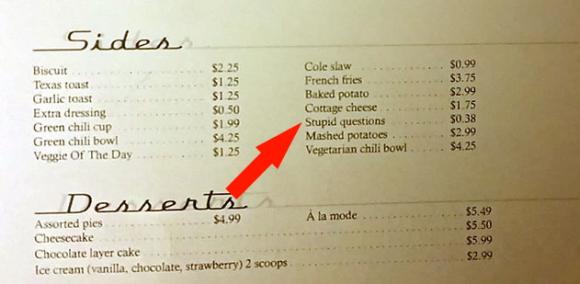 Sides
Biscuit $2.25
Texas toast $1.25
Garlic toast $1.25
Extra dressing $0.50
Green chili cup $1.99
Green chili bowl $4.25
Veggie Of The Day $1.25
Cole slaw $0.99
French fries $3.75
Baked potato $2.99
Cottage cheese $1.75
Stupid questions $0.38
Mashed potatoes $2.99
Vegetarian chili bowl $4.25
Desserts
Assorted pies $4.99
À la mode $5.49
Cheesecake $5.50
Chocolate layer cake $5.99
Ice cream (vanilla, chocolate, strawberry) 2 scoops $2.99